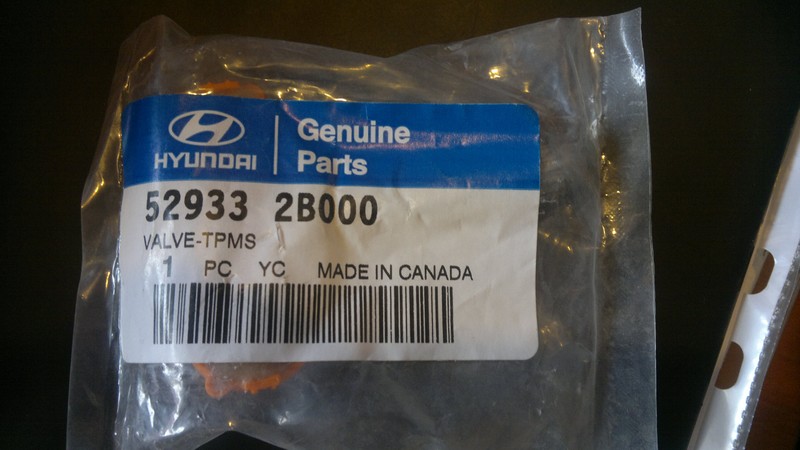 HYUNDAI
Genuine
Parts
52933 2B000
VALVE-TPMS
1 PC YC MADE IN CANADA